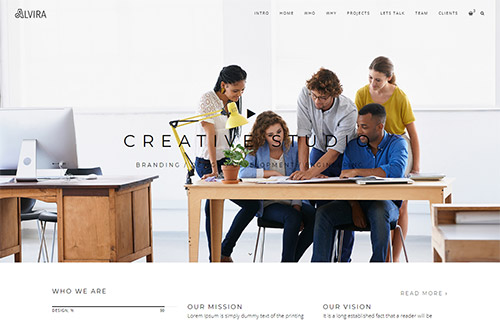 ALVIRA
INTRO HOME WHO WHY PROJECTS LETS TALK TEAM CLIENTS
CREATIVE STUDIO
BRANDING / DEVELOPMENT / ENGINEERING
WHO WE ARE
READ MORE »
DESIGN, %
OUR MISSION
OUR VISION
Lorem Ipsum is simply dummy text of the printing
It is a long established fact that a reader will be